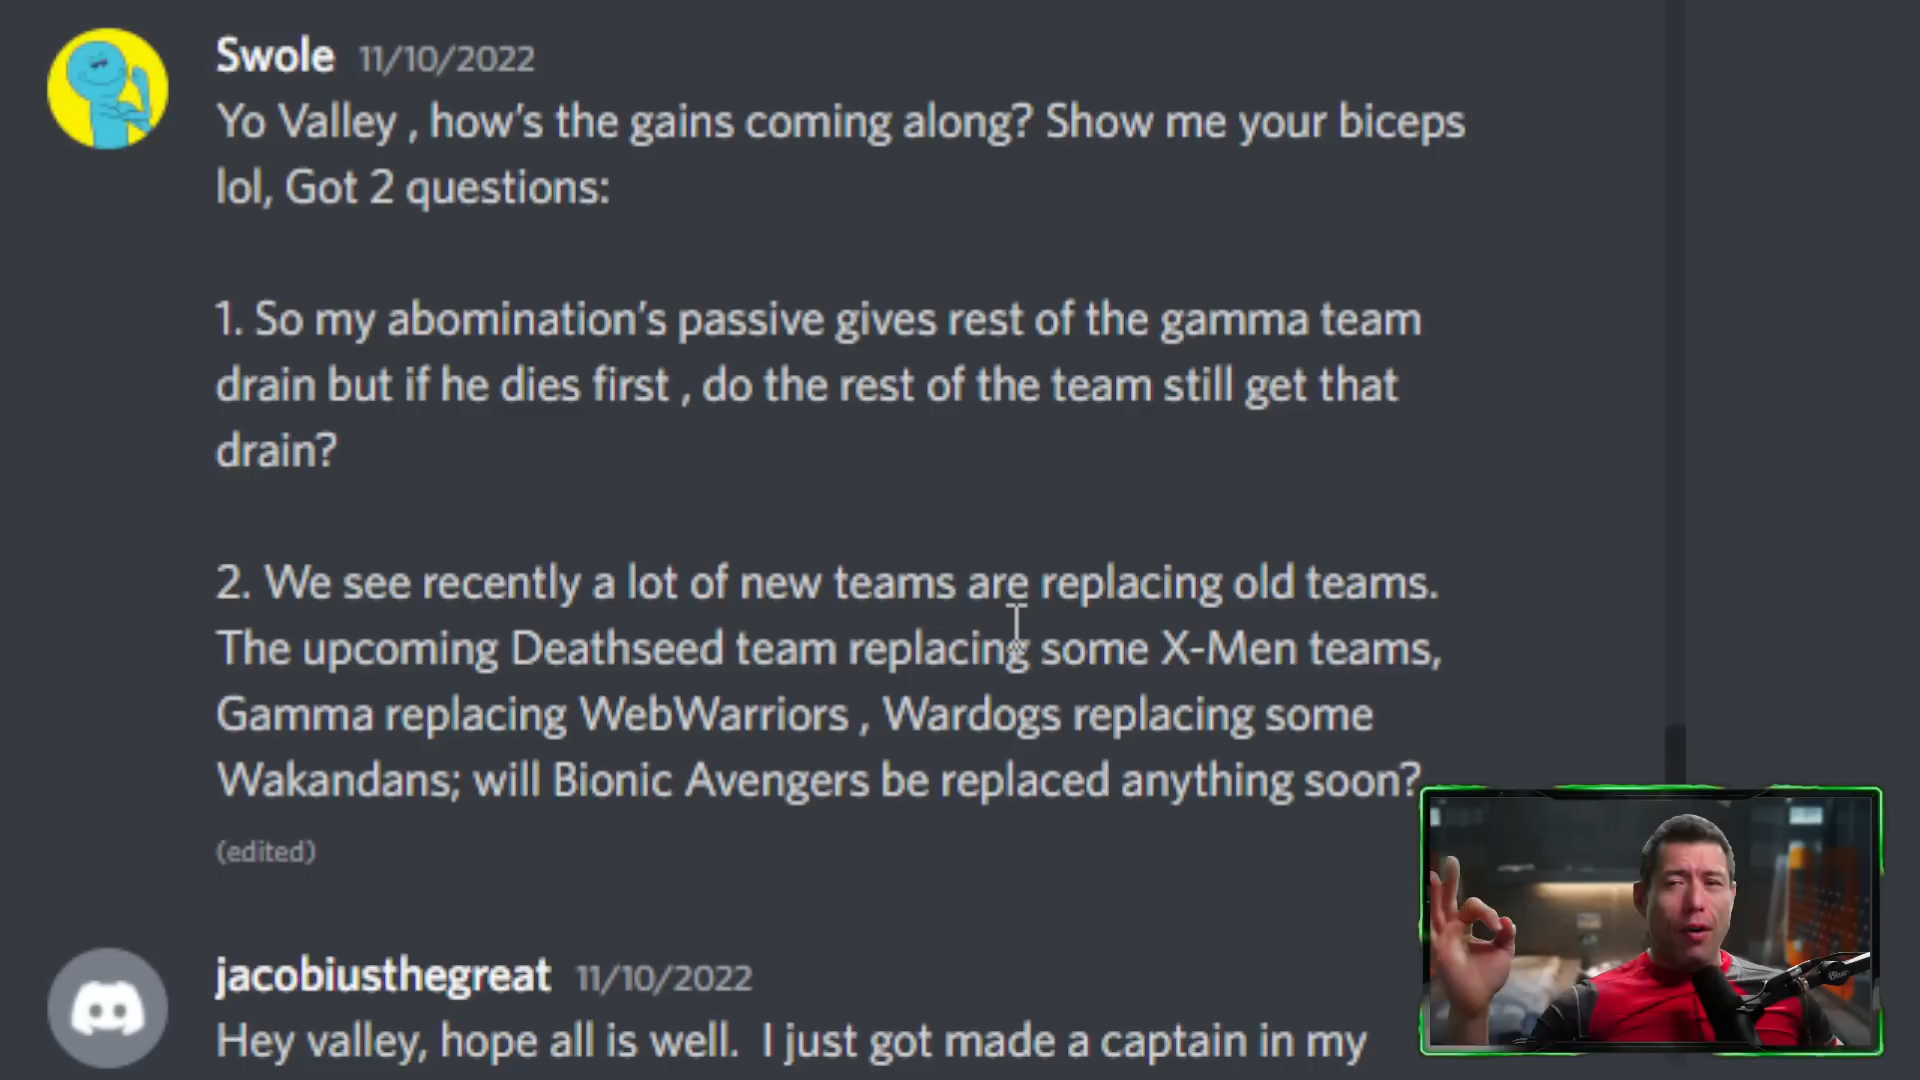 Swole 11/10/2022
Yo Valley , how's the gains coming along? Show me your biceps
lol, Got 2 questions:
1. So my abomination's passive gives rest of the gamma team
drain but if he dies first , do the rest of the team still get that
drain?
2. We see recently a lot of new teams are replacing old teams.
The upcoming Deathseed team replacing some X-Men teams,
Gamma replacing WebWarriors , Wardogs replacing some
Wakandans; will Bionic Avengers be replaced anything soon?
(edited)
jacobiusthegreat 11/10/2022
Hey valley, hope all is well.  I just got made a captain in my
Blue